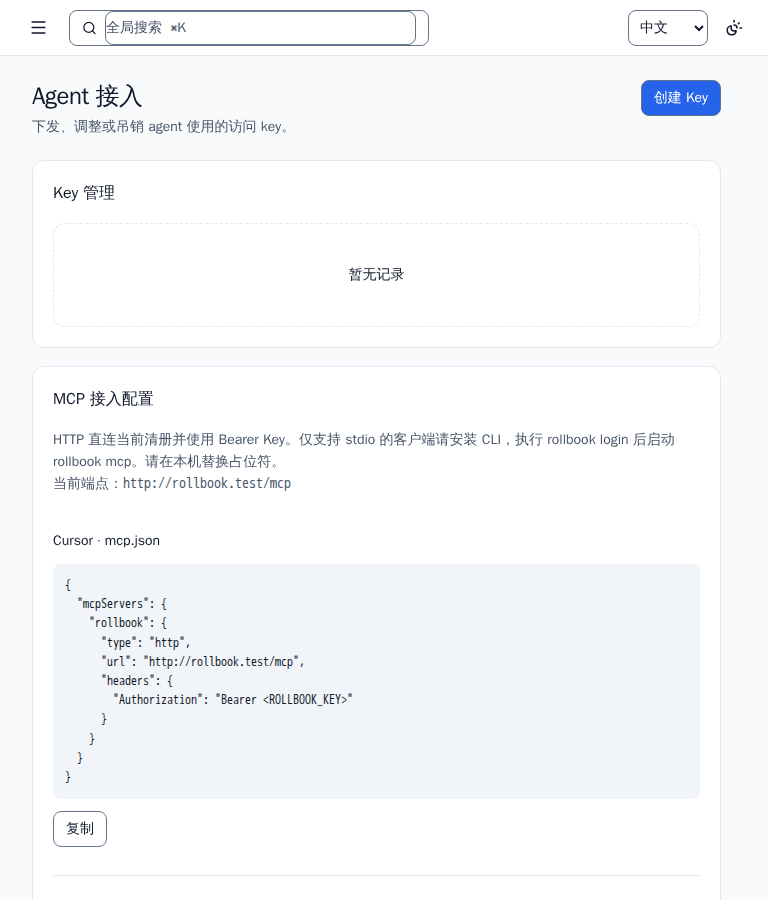 全局搜索 ⌘K
中文
Agent 接入
创建 Key
下发、调整或吊销 agent 使用的访问 key。
Key 管理
暂无记录
MCP 接入配置
HTTP 直连当前清册并使用 Bearer Key。仅支持 stdio 的客户端请安装 CLI，执行 rollbook login 后启动
rollbook mcp。请在本机替换占位符。
当前端点：http://rollbook.test/mcp
Cursor · mcp.json
{
  "mcpServers": {
    "rollbook": {
      "type": "http",
      "url": "http://rollbook.test/mcp",
      "headers": {
        "Authorization": "Bearer <ROLLBOOK_KEY>"
      }
    }
  }
}
复制